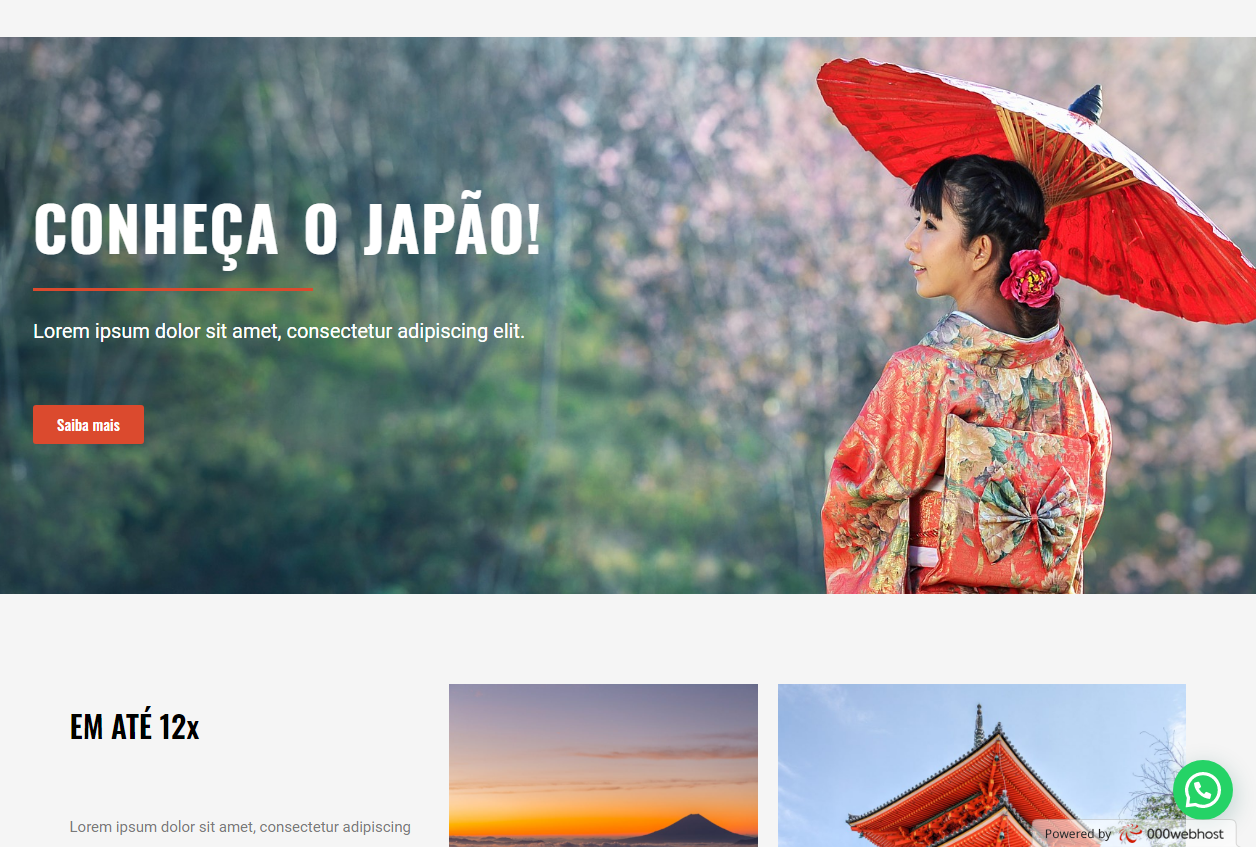 CONHEÇA O JAPÃO!
Lorem ipsum dolor sit amet, consectetur adipiscing elit.
Saiba mais
EM ATÉ 12x
Lorem ipsum dolor sit amet, consectetur adipiscing
Powered by 000webhost